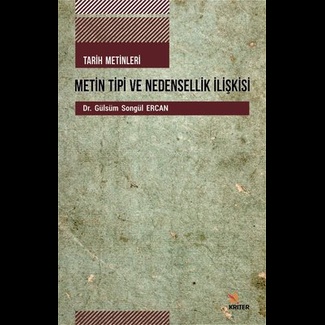 TARİH METİNLERİ
METİN TİPİ VE NEDENSELLİK İLİŞKİSİ
Dr. Gülsüm Songül ERCAN
KRİTER